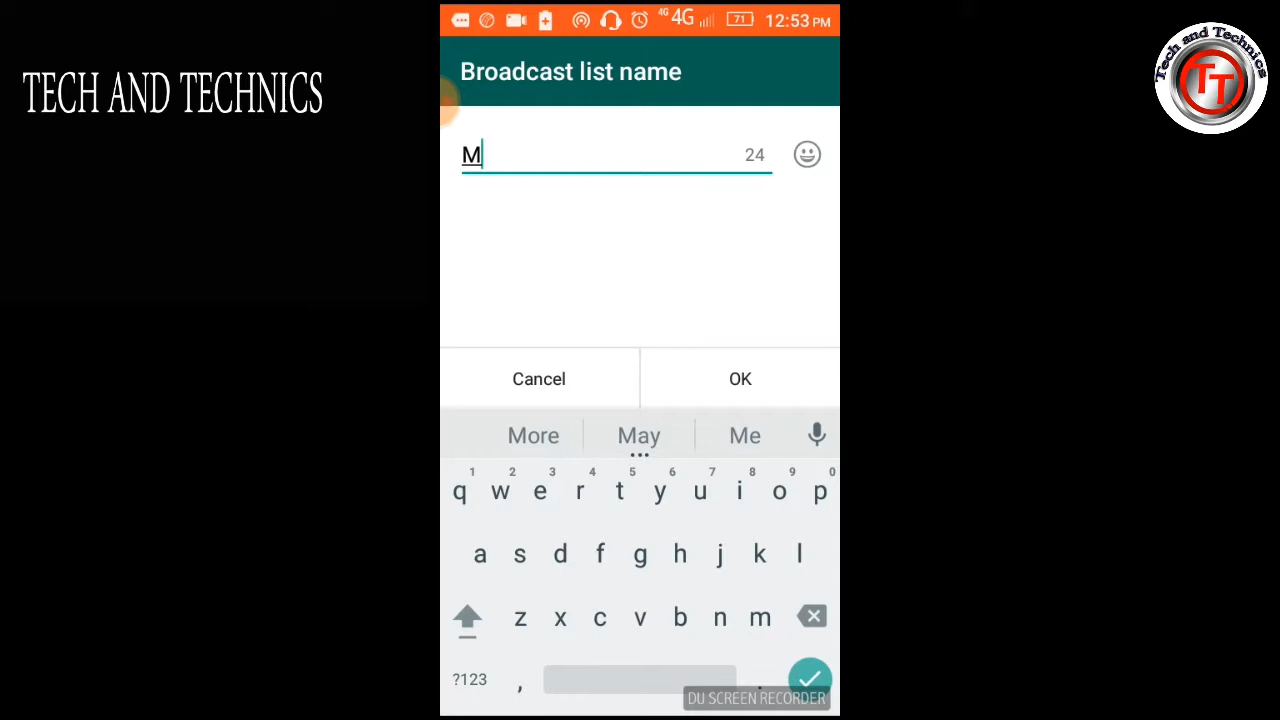 TECH AND TECHNICS
4G 4G 71 12:53 PM
Tech and Technics
TT
Broadcast list name
M 24
Cancel OK
More May Me
1 2 3 4 5 6 7 8 9 0
q w e r t y u i o p
a s d f g h j k l
z x c v b n m
?123 , .
DU SCREEN RECORDER